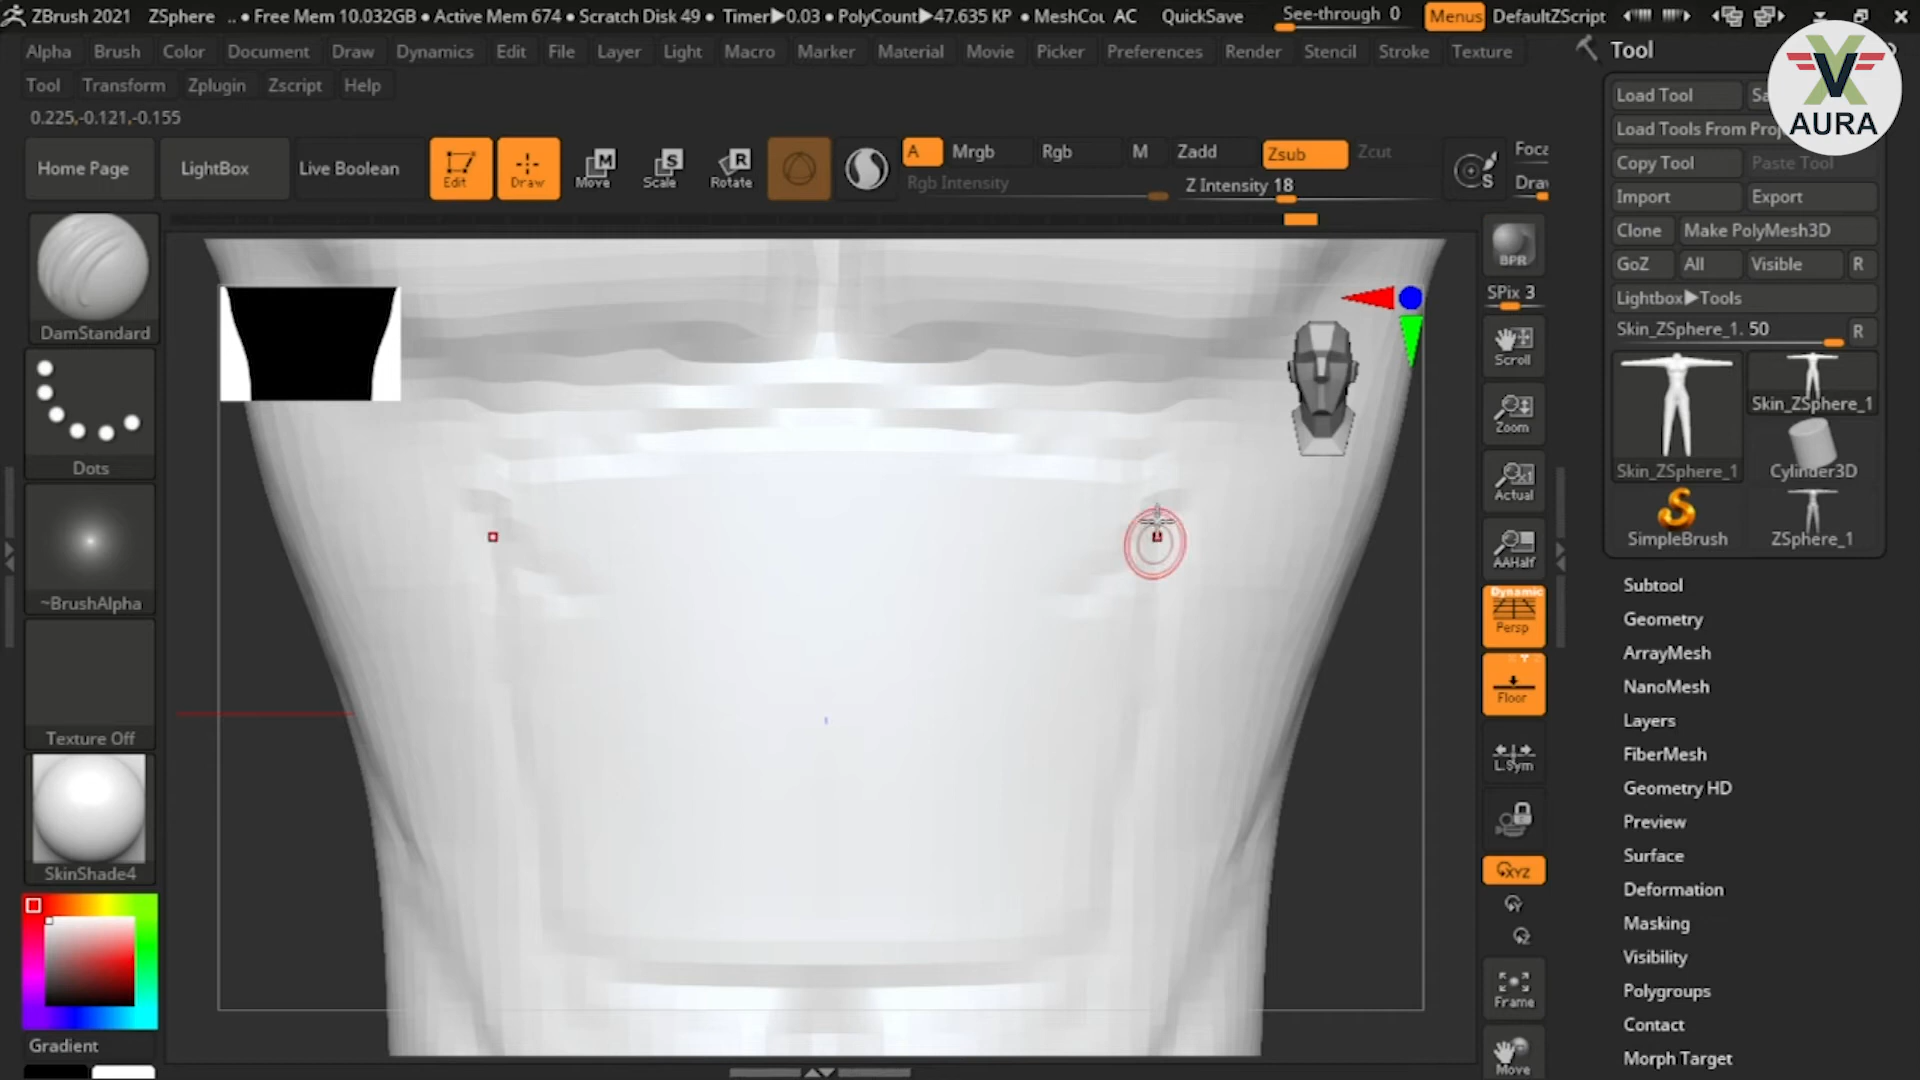 ZBrush 2021 ZSphere .. • Free Mem 10.032GB • Active Mem 674 • Scratch Disk 49 • Timer▶0.03 • PolyCount▶47.635 KP • MeshCou AC QuickSave See-through 0 Menus DefaultZScript
Alpha Brush Color Document Draw Dynamics Edit File Layer Light Macro Marker Material Movie Picker Preferences Render Stencil Stroke Texture
Tool Transform Zplugin Zscript Help
0.225,-0.121,-0.155
Home Page LightBox Live Boolean Edit Draw Move Scale Rotate
M S R
A Mrgb Rgb M Zadd Zsub Zcut
Rgb Intensity Z Intensity 18
S Foca
Draw
DamStandard
Dots
~BrushAlpha
Texture Off
SkinShade4
Gradient
BPR
SPix 3
Scroll
Zoom
Actual
AAHalf
Dynamic
Persp
Floor
L.Sym
XYZ
Y
Z
Frame
Move
Tool
Load Tool Sa
Load Tools From Proj
Copy Tool Paste Tool
Import Export
Clone Make PolyMesh3D
GoZ All Visible R
Lightbox▶Tools
Skin_ZSphere_1. 50 R
Skin_ZSphere_1
Skin_ZSphere_1
Cylinder3D
SimpleBrush ZSphere_1
Subtool
Geometry
ArrayMesh
NanoMesh
Layers
FiberMesh
Geometry HD
Preview
Surface
Deformation
Masking
Visibility
Polygroups
Contact
Morph Target
VX
AURA